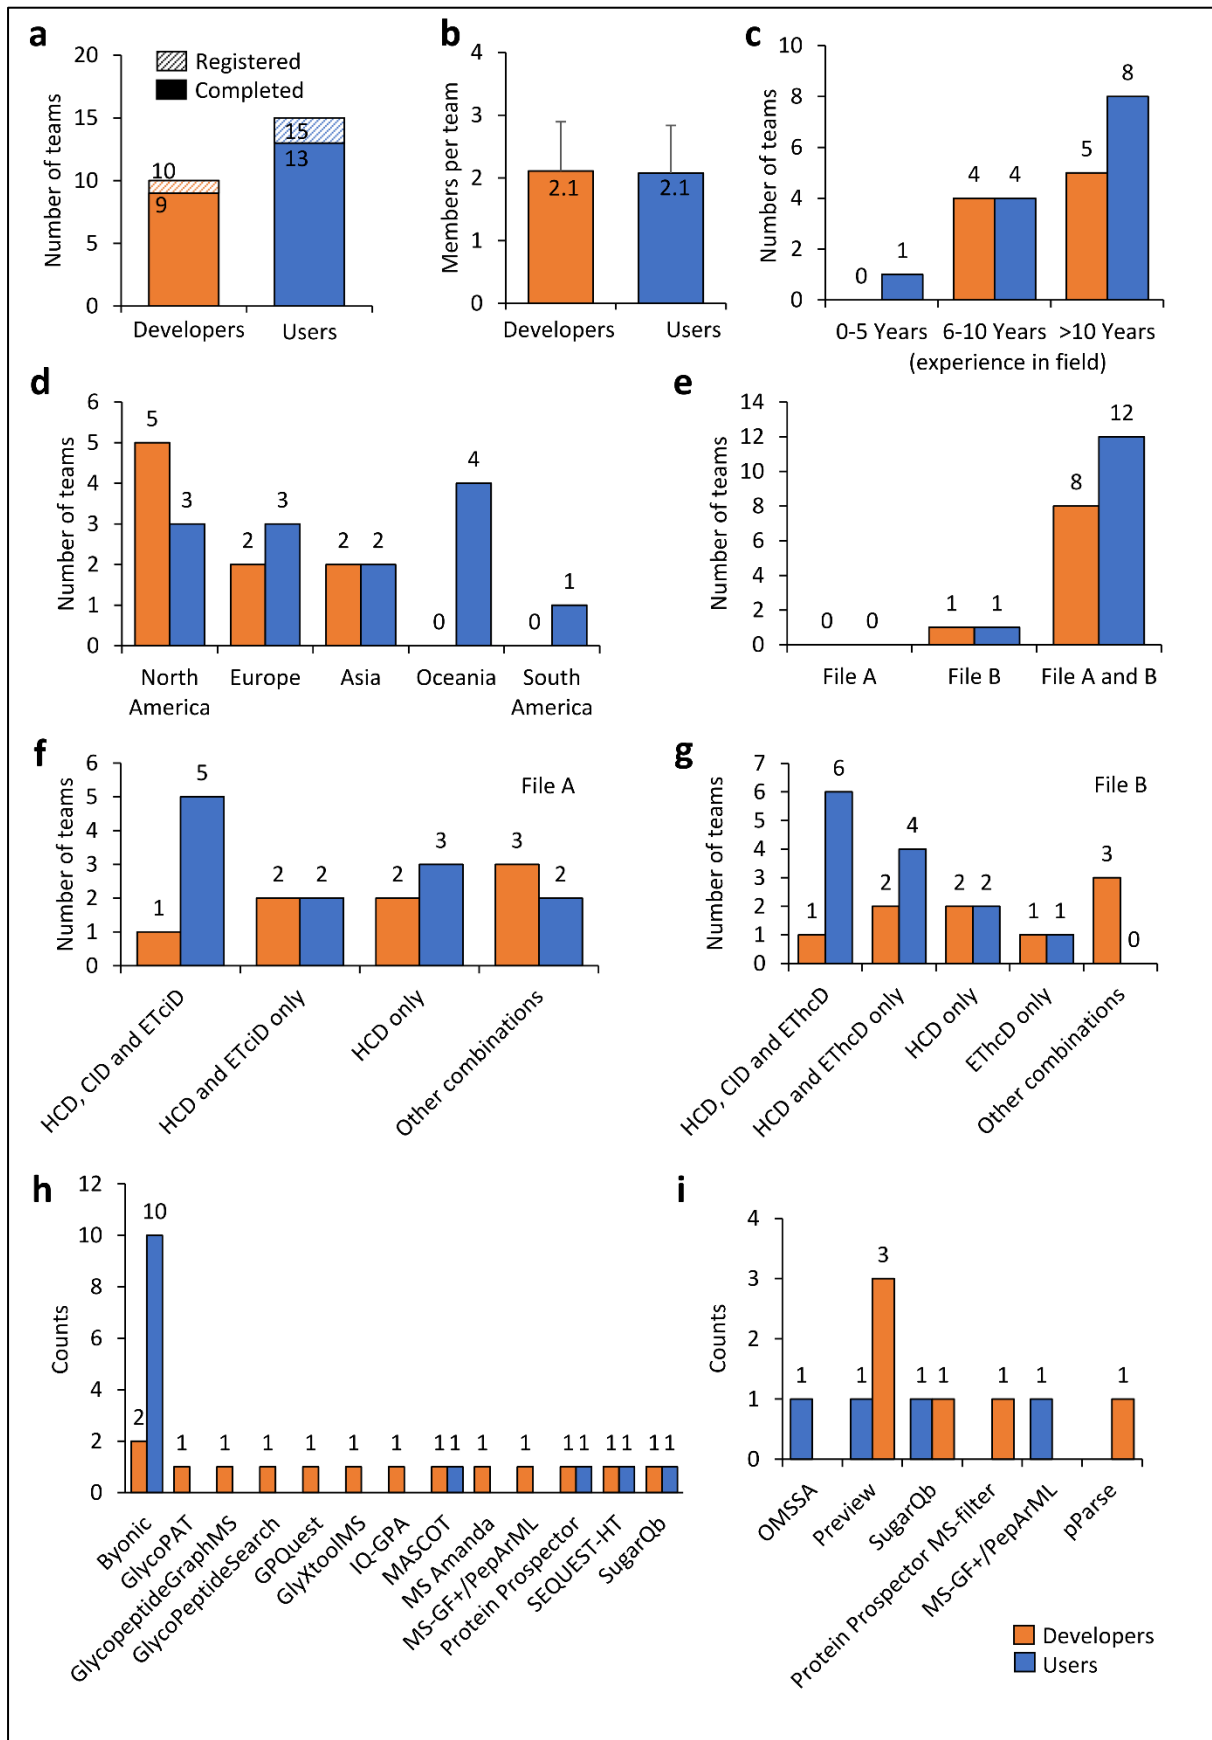 a
Number of teams
20
15
10
5
0
Registered
Completed
10
9
15
13
Developers
Users
b
Members per team
4
3
2
1
0
2.1
2.1
Developers
Users
c
Number of teams
10
8
6
4
2
0
0
1
4
4
5
8
0-5 Years
6-10 Years
>10 Years
(experience in field)
d
Number of teams
6
5
4
3
2
1
0
5
3
2
3
2
2
0
4
0
1
North
America
Europe
Asia
Oceania
South
America
e
Number of teams
14
12
10
8
6
4
2
0
0
0
1
1
8
12
File A
File B
File A and B
f
Number of teams
6
5
4
3
2
1
0
File A
1
5
2
2
2
3
3
2
HCD, CID and ETciD
HCD and ETciD only
HCD only
Other combinations
g
Number of teams
7
6
5
4
3
2
1
0
File B
1
6
2
4
2
2
1
1
3
0
HCD, CID and EThcD
HCD and EThcD only
HCD only
EThcD only
Other combinations
h
Counts
12
10
8
6
4
2
0
2
10
1
1
1
1
1
1
1 1
1
1
1 1
1 1
1 1
Byonic
GlycoPAT
GlycopeptideGraphMS
GlycoPeptideSearch
GPQuest
GlyXtoolMS
IQ-GPA
MASCOT
MS Amanda
MS-GF+/PepArML
Protein Prospector
SEQUEST-HT
SugarQb
i
Counts
4
3
2
1
0
1
1
3
1 1
1
1
1
OMSSA
Preview
SugarQb
Protein Prospector MS-filter
MS-GF+/PepArML
pParse
Developers
Users